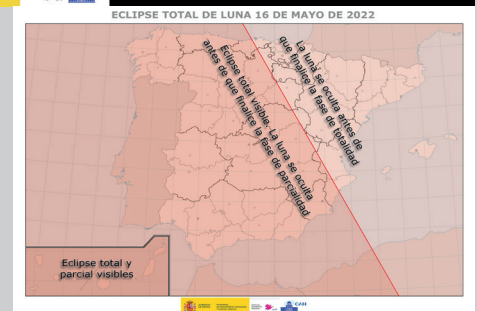 ECLIPSE TOTAL DE LUNA 16 DE MAYO DE 2022
La luna se oculta antes de
que finalice la fase de totalidad
Eclipse total visible. La luna se oculta
antes de que finalice la fase de parcialidad
Eclipse total y
parcial visibles